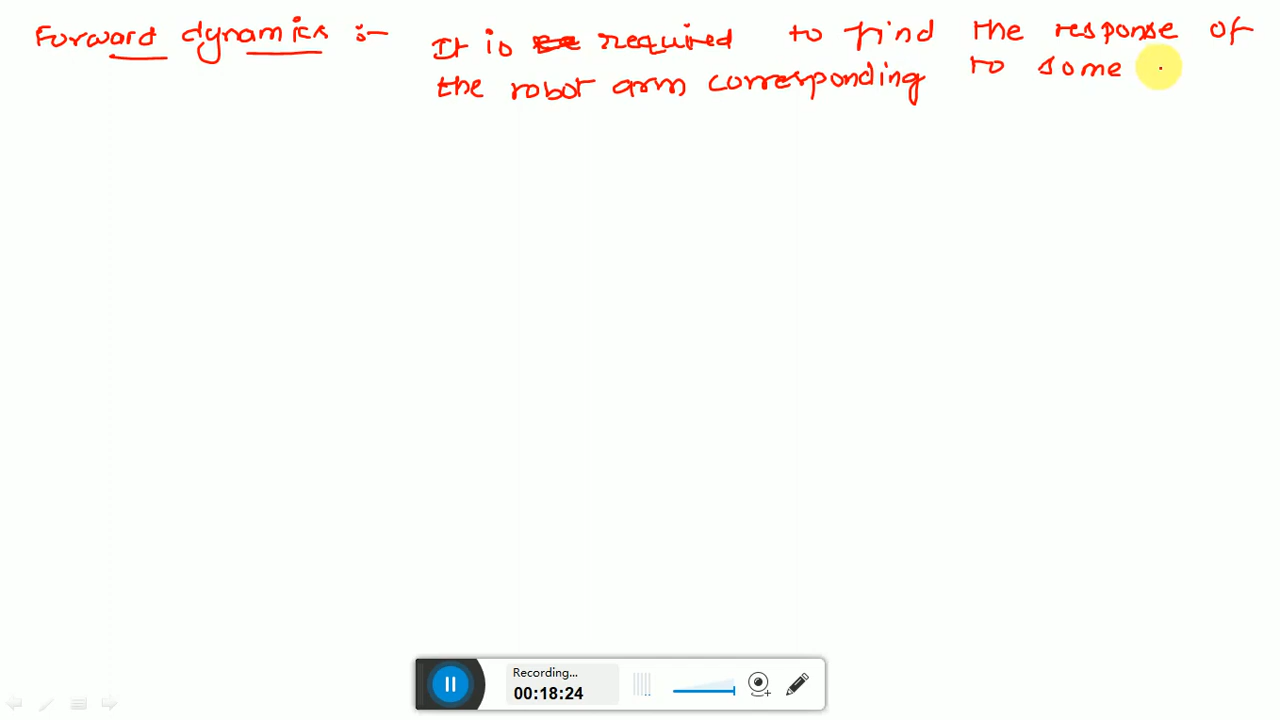 Forward dynamics :- It is required to find the response of
the robot arm corresponding to some
Recording...
00:18:24